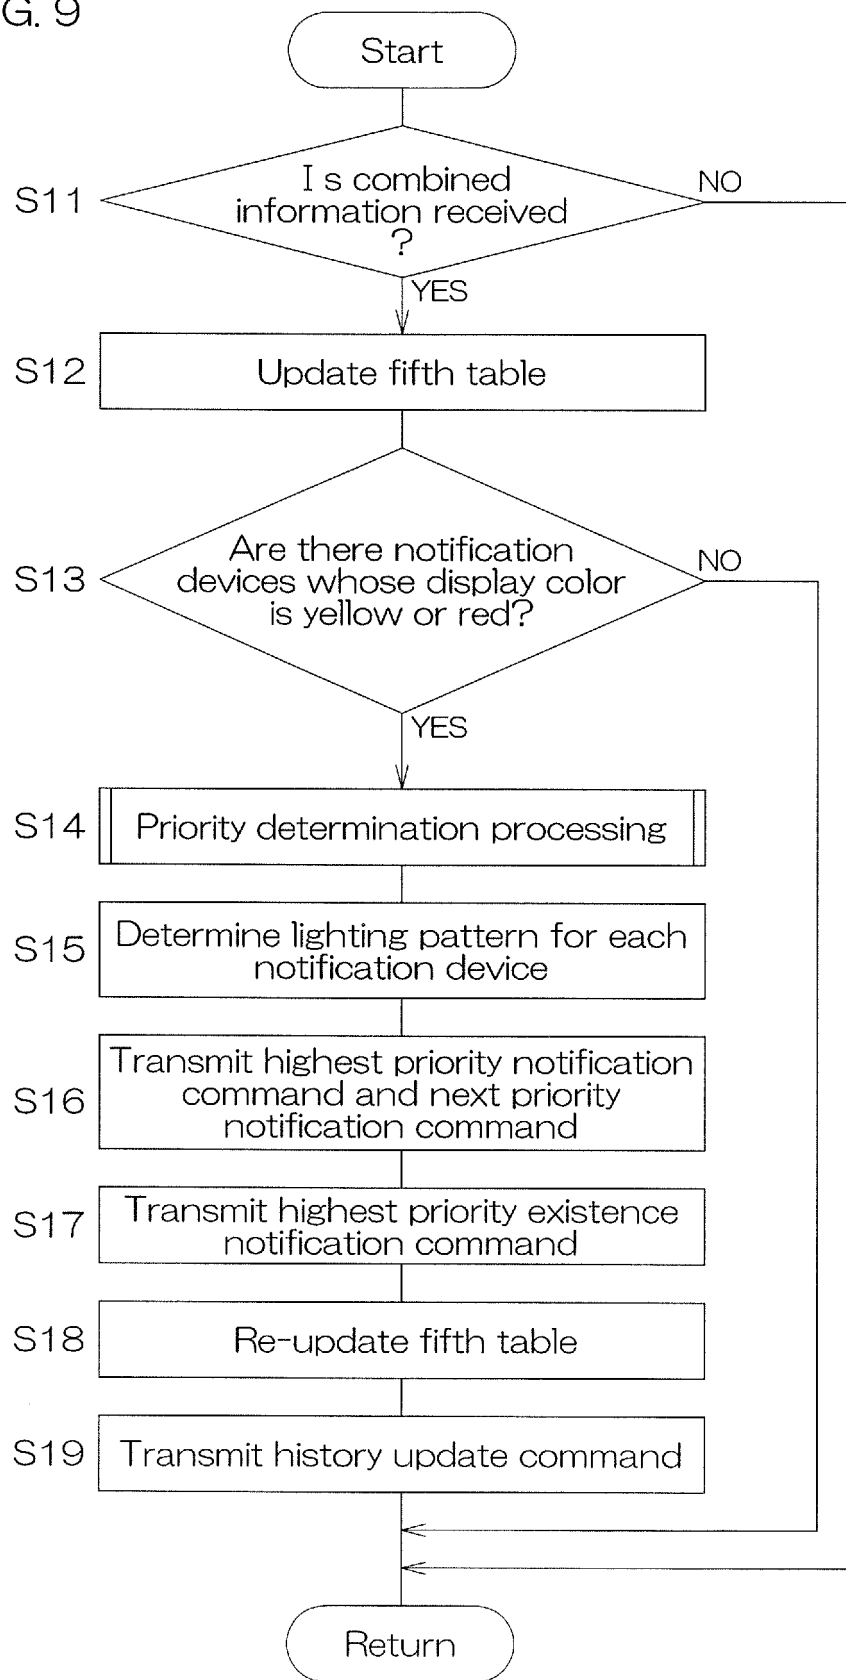 G. 9
Start
S11
I s combined
information received
?
NO
YES
S12
Update fifth table
S13
Are there notification
devices whose display color
is yellow or red?
NO
YES
S14
Priority determination processing
S15
Determine lighting pattern for each
notification device
S16
Transmit highest priority notification
command and next priority
notification command
S17
Transmit highest priority existence
notification command
S18
Re-update fifth table
S19
Transmit history update command
Return